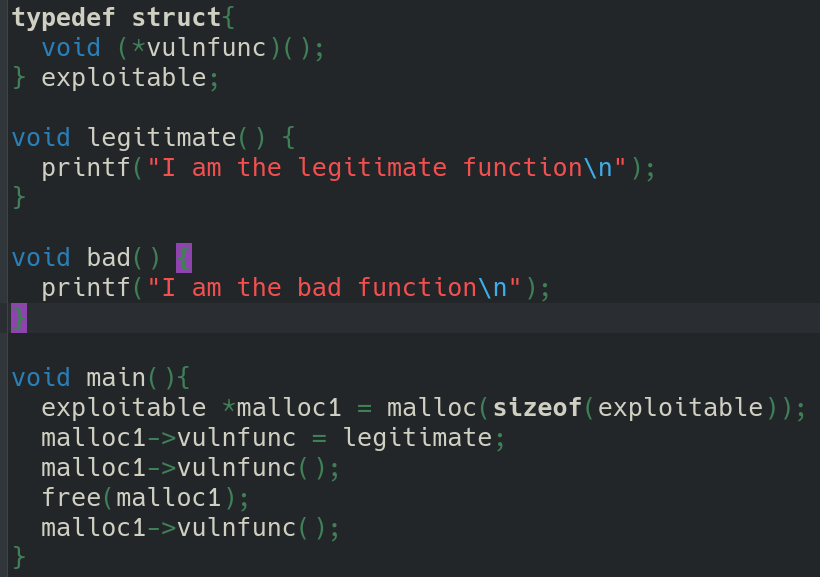 typedef struct{
  void (*vulnfunc)();
} exploitable;

void legitimate() {
  printf("I am the legitimate function\n");
}

void bad() {
  printf("I am the bad function\n");
}

void main(){
  exploitable *malloc1 = malloc(sizeof(exploitable));
  malloc1->vulnfunc = legitimate;
  malloc1->vulnfunc();
  free(malloc1);
  malloc1->vulnfunc();
}